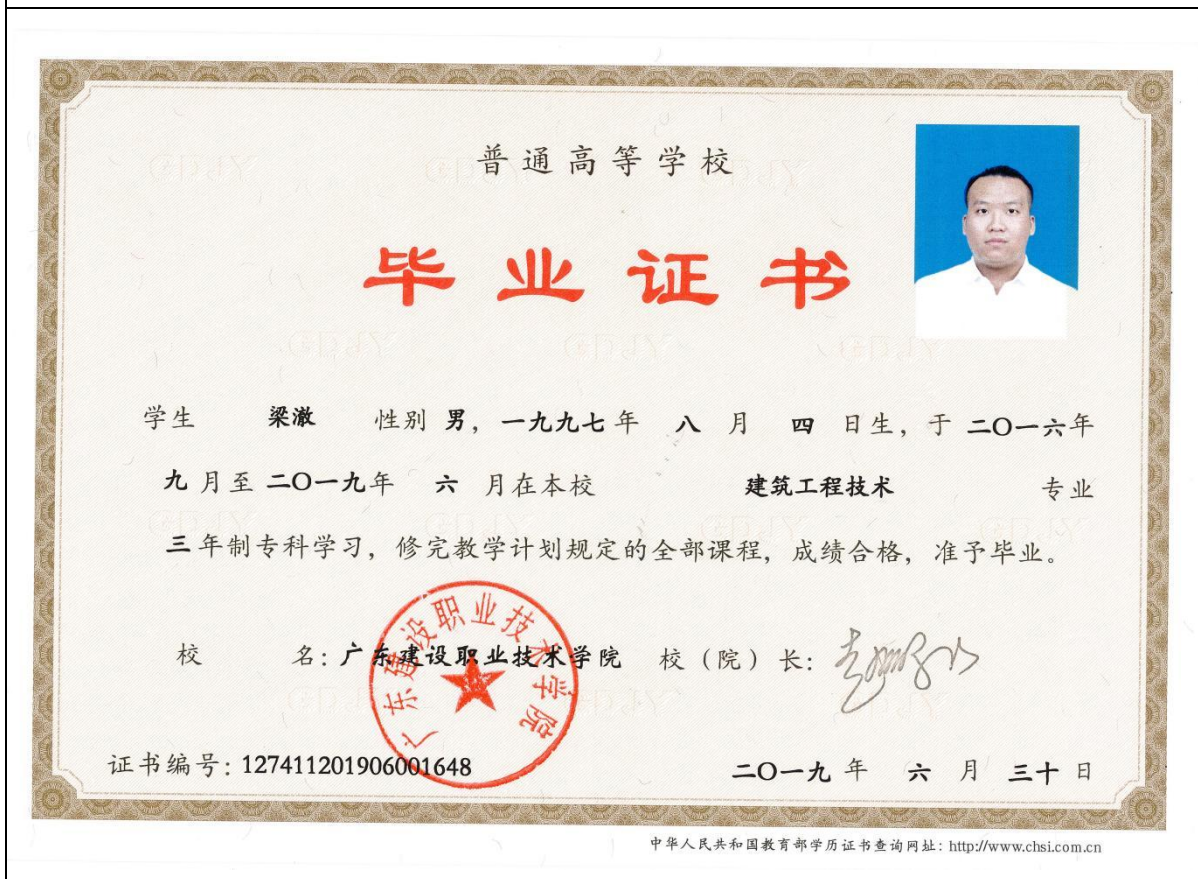 普通高等学校
毕业证书
学生 梁澈 性别 男，一九九七年 八 月 四 日生，于 二〇一六年
九 月至 二〇一九年 六 月在本校 建筑工程技术 专业
三年制专科学习，修完教学计划规定的全部课程，成绩合格，准予毕业。
广东建设职业技术学院
校 名：广东建设职业技术学院 校（院）长：
证书编号：127411201906001648 二〇一九 年 六 月 三十 日
中华人民共和国教育部学历证书查询网址：http://www.chsi.com.cn